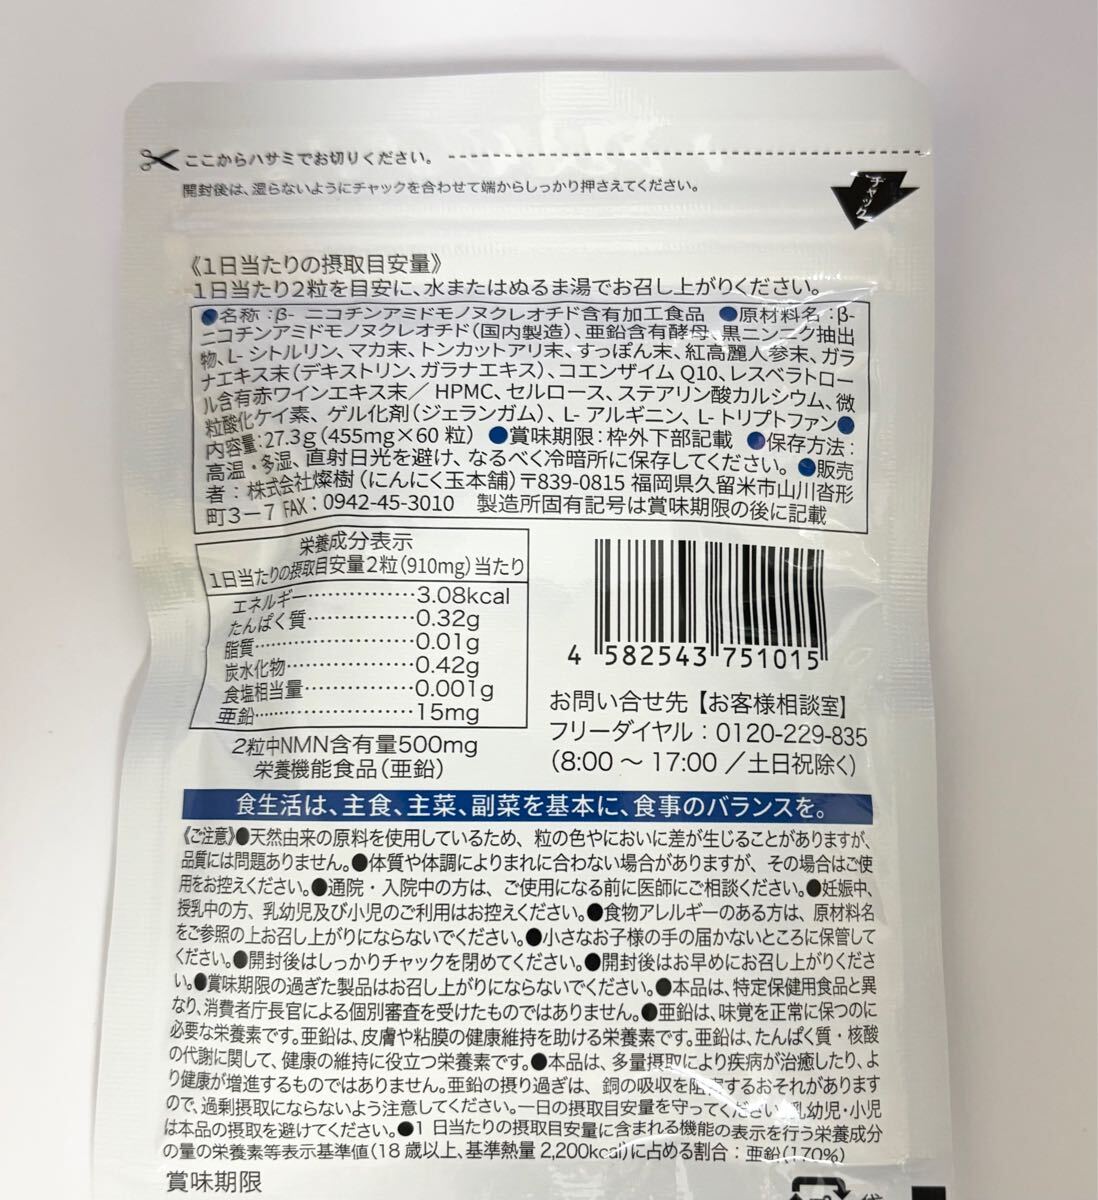 ここからハサミでお切りください。
開封後は、湿らないようにチャックを合わせて端からしっかり押さえてください。
チャック
《1日当たりの摂取目安量》
1日当たり2粒を目安に、水またはぬるま湯でお召し上がりください。
●名称：β- ニコチンアミドモノヌクレオチド含有加工食品 ●原材料名：β-
ニコチンアミドモノヌクレオチド(国内製造)、亜鉛含有酵母、黒ニンニク抽出
物、L- シトルリン、マカ末、トンカットアリ末、すっぽん末、紅高麗人参末、ガラ
ナエキス末(デキストリン、ガラナエキス)、コエンザイム Q10、レスベラトロー
ル含有赤ワインエキス末／ HPMC、セルロース、ステアリン酸カルシウム、微
粒酸化ケイ素、ゲル化剤(ジェランガム)、L- アルギニン、L- トリプトファン●
内容量：27.3g(455mg×60 粒) ●賞味期限：枠外下部記載 ●保存方法：
高温・多湿、直射日光を避け、なるべく冷暗所に保存してください。●販売
者：株式会社燦樹(にんにく玉本舗)〒839-0815 福岡県久留米市山川沓形
町3－7 FAX：0942-45-3010 製造所固有記号は賞味期限の後に記載
栄養成分表示
1日当たりの摂取目安量2粒(910mg)当たり
エネルギー……………3.08kcal
たんぱく質……………0.32g
脂質……………0.01g
炭水化物……………0.42g
食塩相当量……………0.001g
亜鉛……………15mg
2粒中NMN含有量500mg
栄養機能食品(亜鉛)
4 582543 751015
お問い合せ先【お客様相談室】
フリーダイヤル：0120-229-835
(8:00 〜 17:00 ／土日祝除く)
食生活は、主食、主菜、副菜を基本に、食事のバランスを。
《ご注意》●天然由来の原料を使用しているため、粒の色やにおいに差が生じることがありますが、
品質には問題ありません。●体質や体調によりまれに合わない場合がありますが、その場合はご使
用をお控えください。●通院・入院中の方は、ご使用になる前に医師にご相談ください。●妊娠中、
授乳中の方、乳幼児及び小児のご利用はお控えください。●食物アレルギーのある方は、原材料名
をご参照の上お召し上がりにならないでください。●小さなお子様の手の届かないところに保管して
ください。●開封後はしっかりチャックを閉めてください。●開封後はお早めにお召し上がりくださ
い。●賞味期限の過ぎた製品はお召し上がりにならないでください。●本品は、特定保健用食品と異
なり、消費者庁長官による個別審査を受けたものではありません。●亜鉛は、味覚を正常に保つのに
必要な栄養素です。亜鉛は、皮膚や粘膜の健康維持を助ける栄養素です。亜鉛は、たんぱく質・核酸
の代謝に関して、健康の維持に役立つ栄養素です。●本品は、多量摂取により疾病が治癒したり、よ
り健康が増進するものではありません。亜鉛の摂り過ぎは、銅の吸収を阻害するおそれがあります
ので、過剰摂取にならないよう注意してください。一日の摂取目安量を守ってください。乳幼児・小児
は本品の摂取を避けてください。●1 日当たりの摂取目安量に含まれる機能の表示を行う栄養成分
の量の栄養素等表示基準値(18 歳以上、基準熱量 2,200kcal)に占める割合：亜鉛(170%)
賞味期限